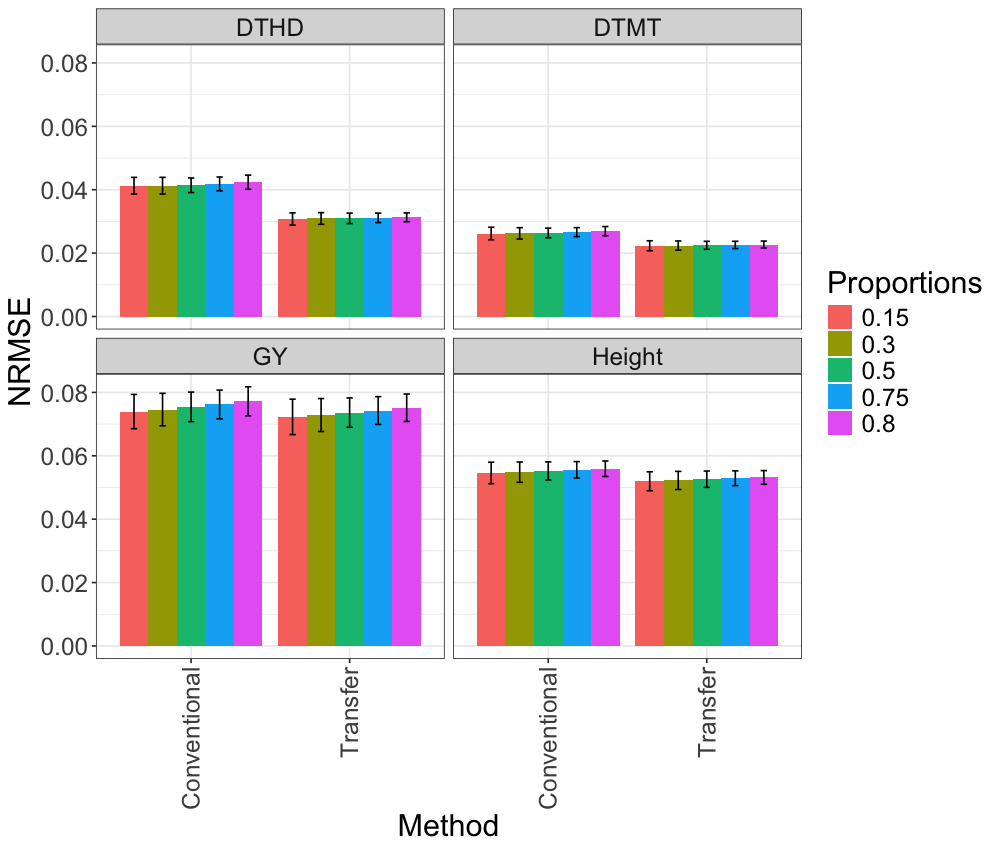 DTHD
DTMT
0.08
0.06
0.04
0.02
0.00
GY
Height
0.08
0.06
0.04
0.02
0.00
NRMSE
Conventional
Transfer
Conventional
Transfer
Method
Proportions
0.15
0.3
0.5
0.75
0.8